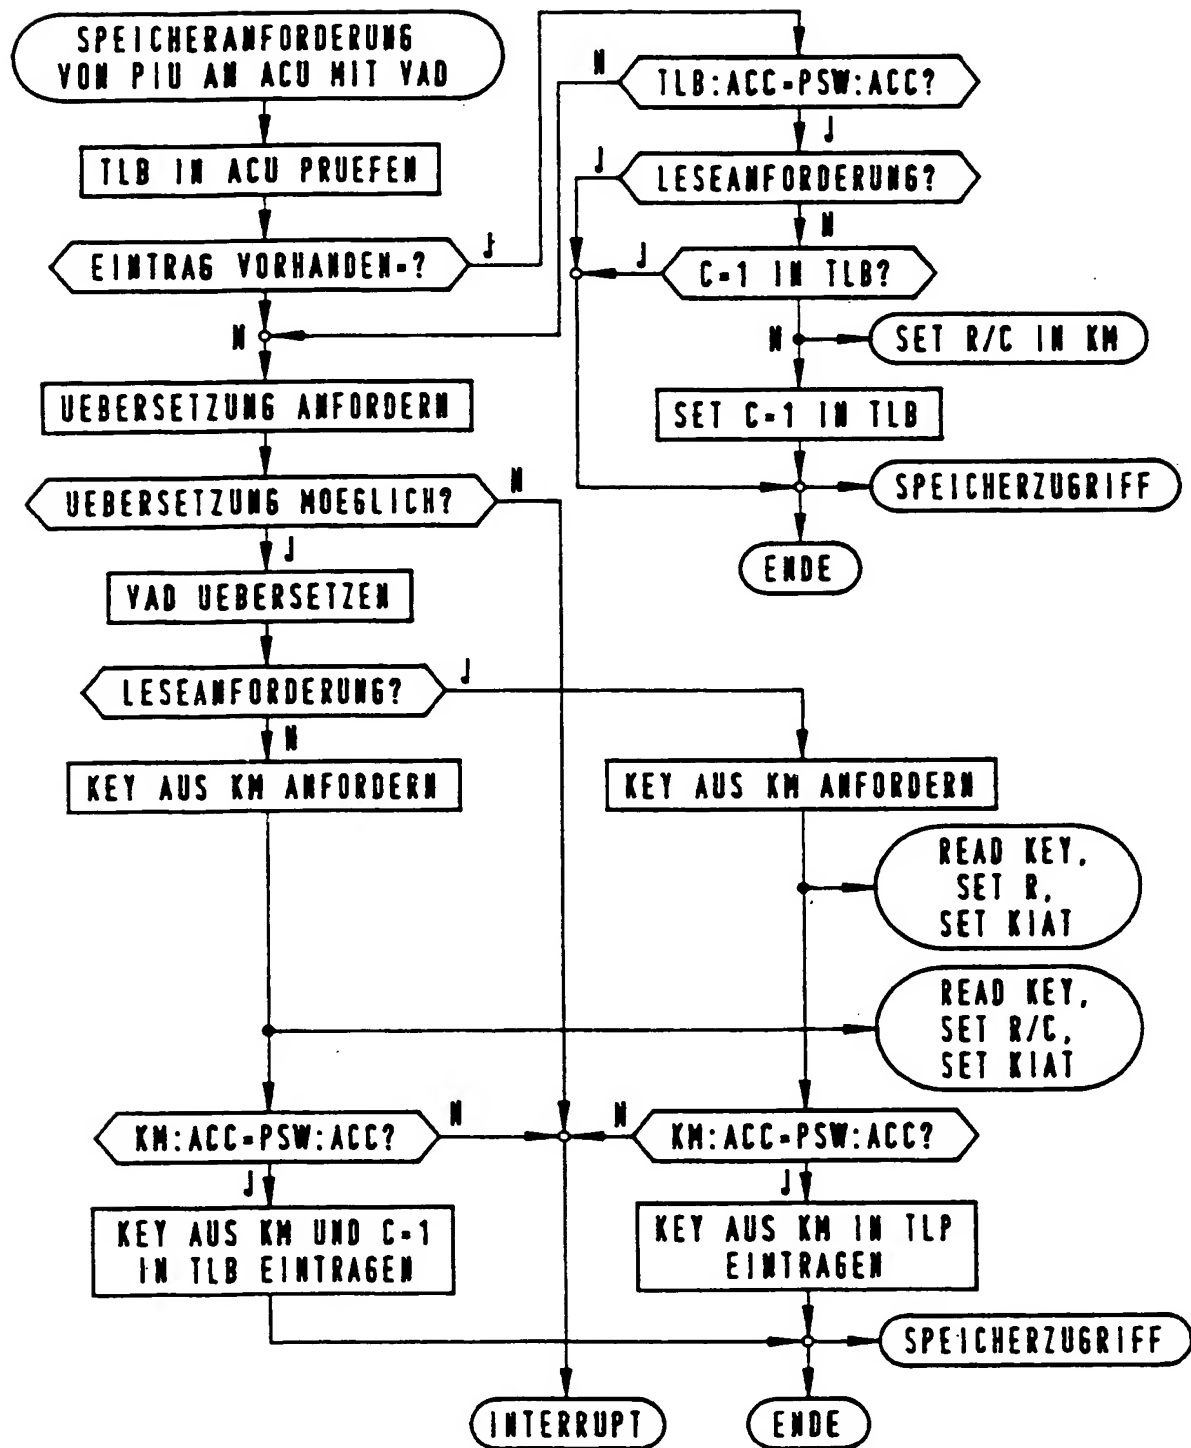 SPEICHERANFORDERUNG
VON PIU AN ACU MIT VAD
TLB IN ACU PRUEFEN
EINTRAG VORHANDEN=?
J
N
UEBERSETZUNG ANFORDERN
UEBERSETZUNG MOEGLICH?
N
J
VAD UEBERSETZEN
LESEANFORDERUNG?
J
N
KEY AUS KM ANFORDERN
KM:ACC=PSW:ACC?
N
J
KEY AUS KM UND C=1
IN TLB EINTRAGEN
INTERRUPT
TLB:ACC=PSW:ACC?
N
J
LESEANFORDERUNG?
J
N
C=1 IN TLB?
J
N
SET R/C IN KM
SET C=1 IN TLB
SPEICHERZUGRIFF
ENDE
KEY AUS KM ANFORDERN
READ KEY,
SET R,
SET KIAT
READ KEY,
SET R/C,
SET KIAT
N
KM:ACC=PSW:ACC?
J
KEY AUS KM IN TLP
EINTRAGEN
SPEICHERZUGRIFF
ENDE